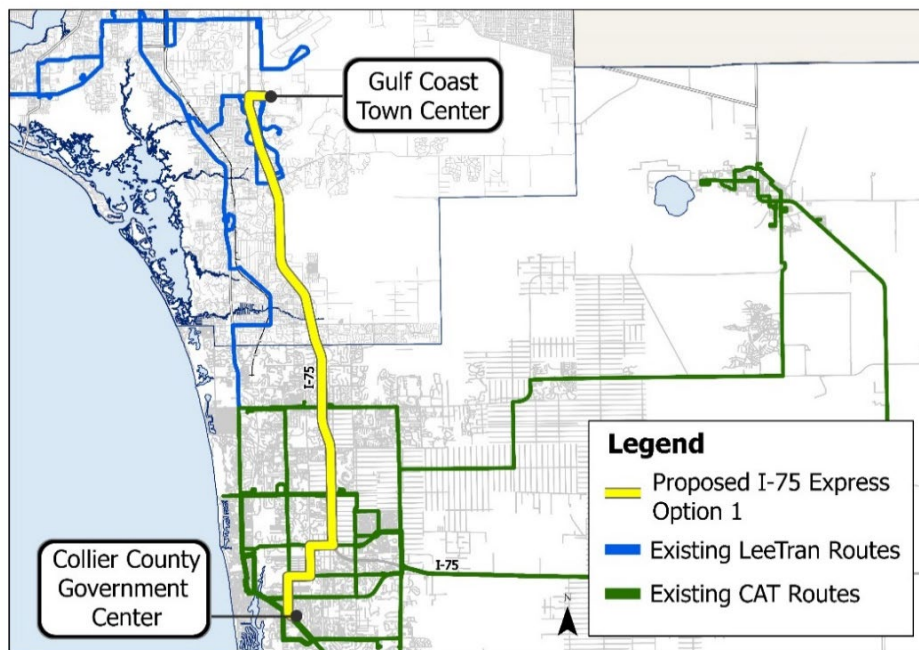 Gulf Coast
Town Center
I-75
Legend
Proposed I-75 Express
Option 1
Existing LeeTran Routes
Existing CAT Routes
Collier County
Government
Center
I-75
N